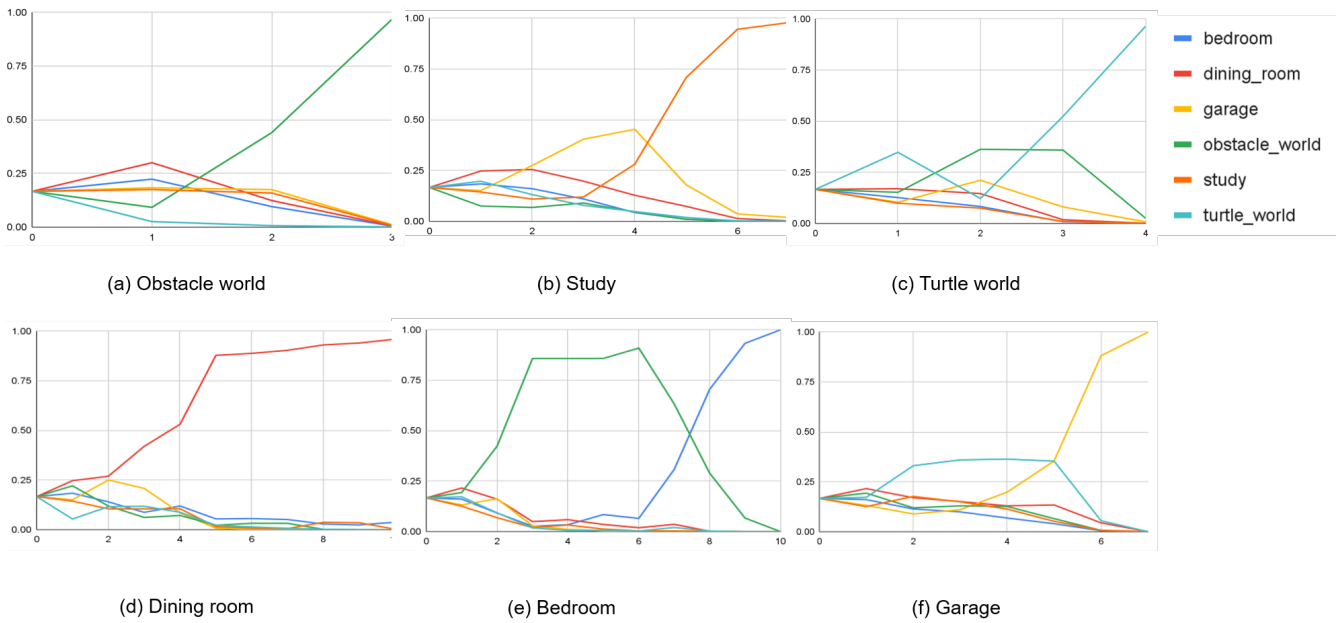 1.00
0.75
0.50
0.25
0.00
0 1 2 3
(a) Obstacle world
1.00
0.75
0.50
0.25
0.00
0 2 4 6
(b) Study
1.00
0.75
0.50
0.25
0.00
0 1 2 3 4
(c) Turtle world
bedroom
dining_room
garage
obstacle_world
study
turtle_world
1.00
0.75
0.50
0.25
0.00
0 2 4 6 8
(d) Dining room
1.00
0.75
0.50
0.25
0.00
0 2 4 6 8 10
(e) Bedroom
1.00
0.75
0.50
0.25
0.00
0 2 4 6
(f) Garage